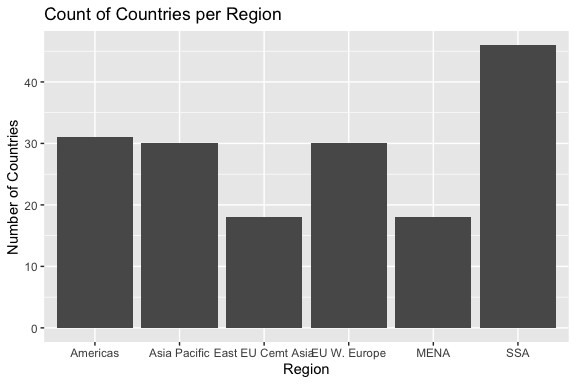 Count of Countries per Region
Number of Countries
40
30
20
10
0
Americas
Asia Pacific
East EU Cemt Asia
EU W. Europe
MENA
SSA
Region